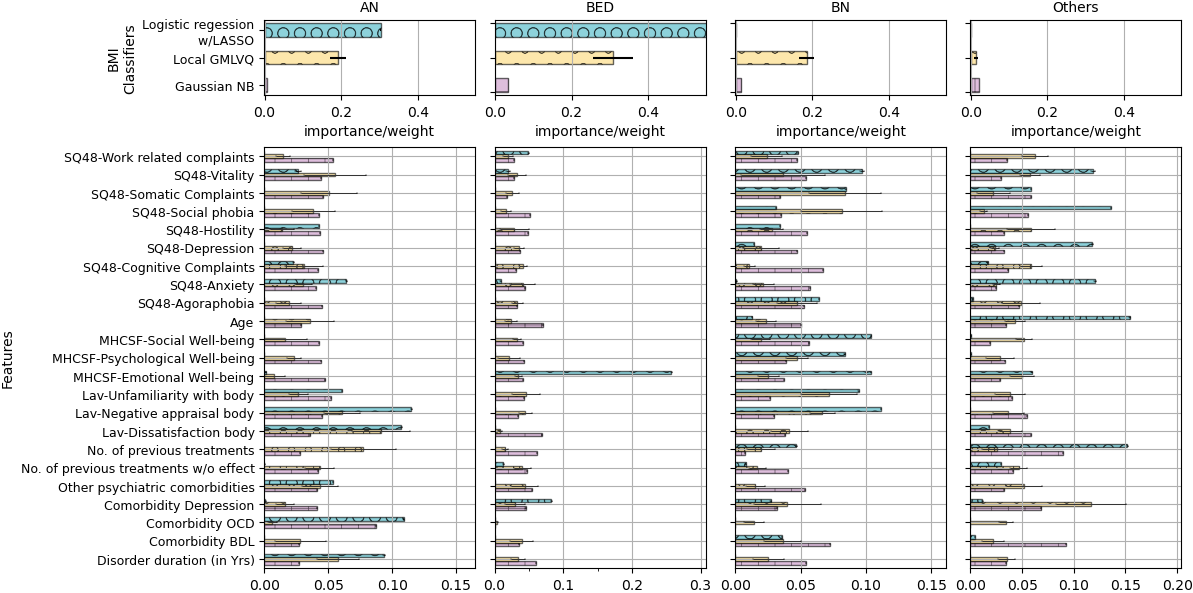 AN BED BN Others
BMI
Classifiers
Logistic regession
w/LASSO
Local GMLVQ
Gaussian NB
0.0 0.2 0.4 0.0 0.2 0.4 0.0 0.2 0.4 0.0 0.2 0.4
importance/weight importance/weight importance/weight importance/weight
Features
SQ48-Work related complaints
SQ48-Vitality
SQ48-Somatic Complaints
SQ48-Social phobia
SQ48-Hostility
SQ48-Depression
SQ48-Cognitive Complaints
SQ48-Anxiety
SQ48-Agoraphobia
Age
MHCSF-Social Well-being
MHCSF-Psychological Well-being
MHCSF-Emotional Well-being
Lav-Unfamiliarity with body
Lav-Negative appraisal body
Lav-Dissatisfaction body
No. of previous treatments
No. of previous treatments w/o effect
Other psychiatric comorbidities
Comorbidity Depression
Comorbidity OCD
Comorbidity BDL
Disorder duration (in Yrs)
0.00 0.05 0.10 0.15 0.0 0.1 0.2 0.3 0.00 0.05 0.10 0.15 0.00 0.05 0.10 0.15 0.20